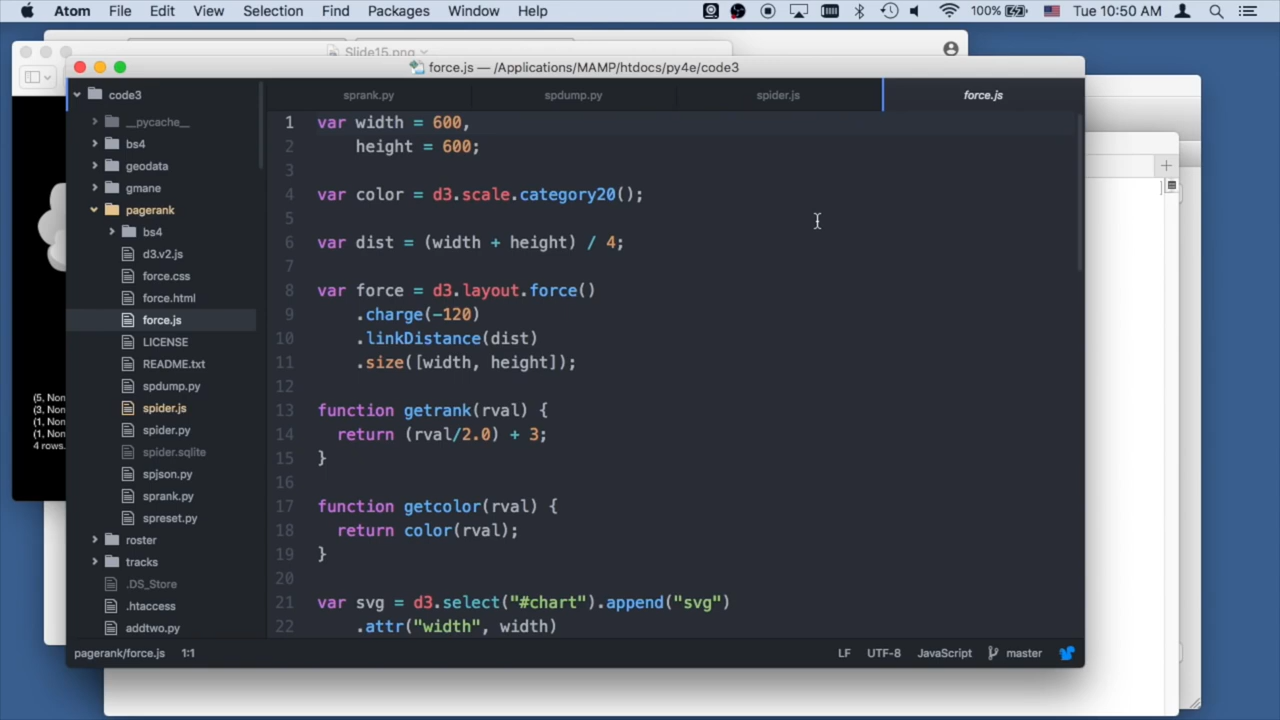 Atom File Edit View Selection Find Packages Window Help 100% Tue 10:50 AM
Slide15.png
force.js — /Applications/MAMP/htdocs/py4e/code3
code3
sprank.py spdump.py spider.js force.js
__pycache__
bs4
geodata
gmane
pagerank
bs4
d3.v2.js
force.css
force.html
force.js
LICENSE
README.txt
spdump.py
spider.js
spider.py
spider.sqlite
spjson.py
sprank.py
spreset.py
roster
tracks
.DS_Store
.htaccess
addtwo.py
(5, Non
(3, Non
(1, Non
(1, Non
4 rows.
1 var width = 600,
2 height = 600;
3
4 var color = d3.scale.category20();
5
6 var dist = (width + height) / 4;
7
8 var force = d3.layout.force()
9 .charge(-120)
10 .linkDistance(dist)
11 .size([width, height]);
12
13 function getrank(rval) {
14 return (rval/2.0) + 3;
15 }
16
17 function getcolor(rval) {
18 return color(rval);
19 }
20
21 var svg = d3.select("#chart").append("svg")
22 .attr("width", width)
pagerank/force.js 1:1 LF UTF-8 JavaScript master